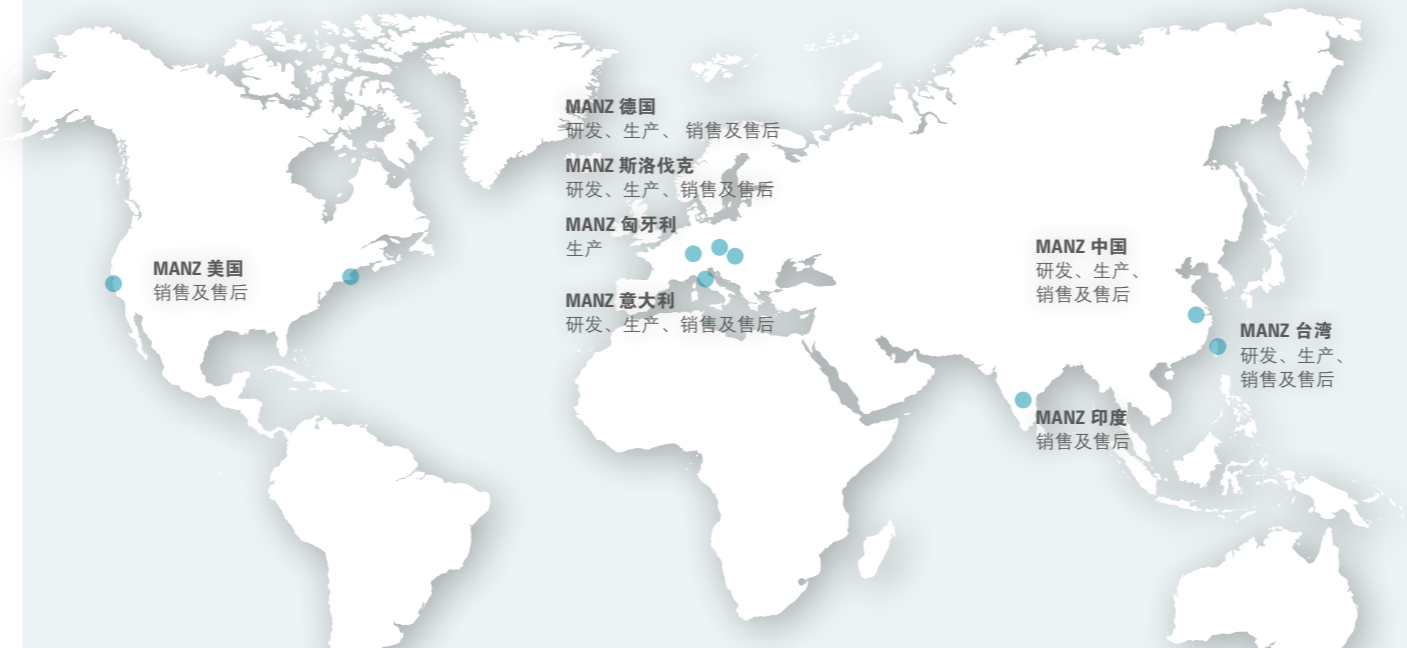 MANZ 德国
研发、生产、 销售及售后
MANZ 斯洛伐克
研发、生产、销售及售后
MANZ 匈牙利
生产
MANZ 意大利
研发、生产、销售及售后
MANZ 美国
销售及售后
MANZ 中国
研发、生产、
销售及售后
MANZ 台湾
研发、生产、
销售及售后
MANZ 印度
销售及售后